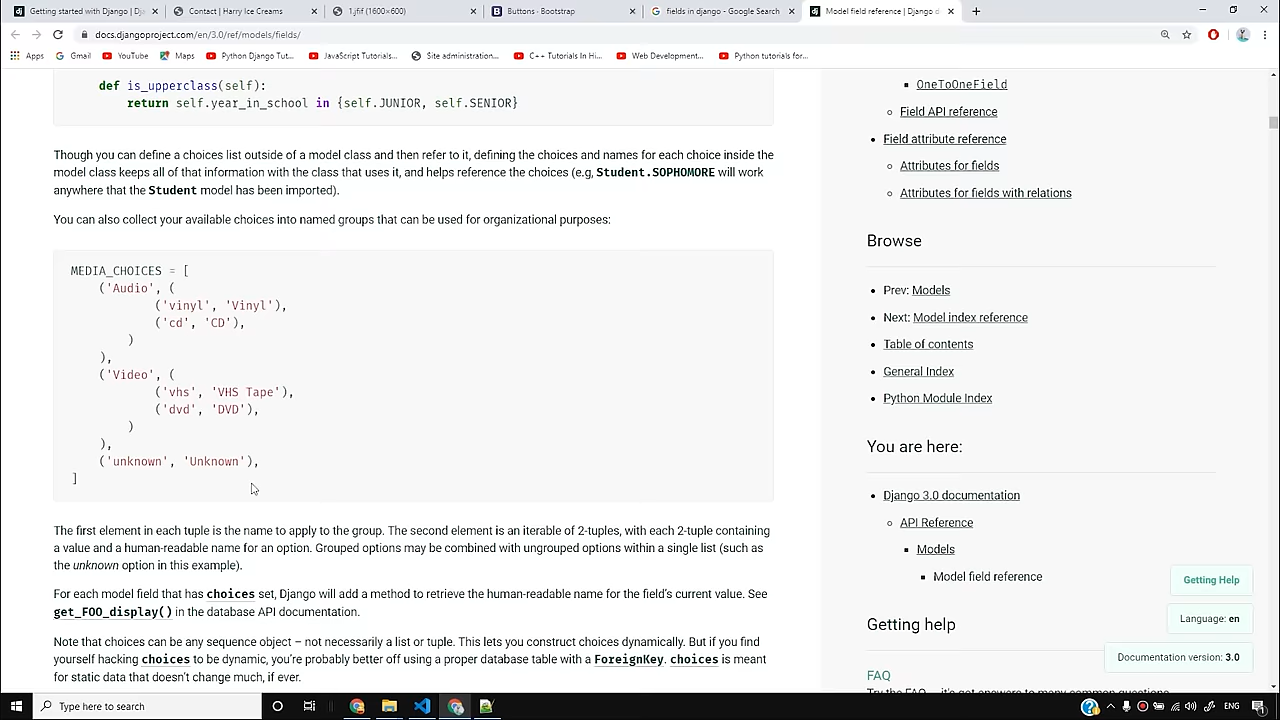 Getting started with Django | Dj
Contact | Harry Ice Creams
1.jfif (1600×600)
Buttons · Bootstrap
fields in django - Google Search
Model field reference | Django d
docs.djangoproject.com/en/3.0/ref/models/fields/
Apps
Gmail
YouTube
Maps
Python Django Tut...
JavaScript Tutorials...
Site administration...
C++ Tutorials In Hi...
Web Development...
Python tutorials for...
def is_upperclass(self):
return self.year_in_school in {self.JUNIOR, self.SENIOR}
Though you can define a choices list outside of a model class and then refer to it, defining the choices and names for each choice inside the
model class keeps all of that information with the class that uses it, and helps reference the choices (e.g, Student.SOPHOMORE will work
anywhere that the Student model has been imported).
You can also collect your available choices into named groups that can be used for organizational purposes:
MEDIA_CHOICES = [
('Audio', (
('vinyl', 'Vinyl'),
('cd', 'CD'),
)
),
('Video', (
('vhs', 'VHS Tape'),
('dvd', 'DVD'),
)
),
('unknown', 'Unknown'),
]
The first element in each tuple is the name to apply to the group. The second element is an iterable of 2-tuples, with each 2-tuple containing
a value and a human-readable name for an option. Grouped options may be combined with ungrouped options within a single list (such as
the unknown option in this example).
For each model field that has choices set, Django will add a method to retrieve the human-readable name for the field's current value. See
get_FOO_display() in the database API documentation.
Note that choices can be any sequence object – not necessarily a list or tuple. This lets you construct choices dynamically. But if you find
yourself hacking choices to be dynamic, you're probably better off using a proper database table with a ForeignKey. choices is meant
for static data that doesn't change much, if ever.
OneToOneField
Field API reference
Field attribute reference
Attributes for fields
Attributes for fields with relations
Browse
Prev: Models
Next: Model index reference
Table of contents
General Index
Python Module Index
You are here:
Django 3.0 documentation
API Reference
Models
Model field reference
Getting Help
Language: en
Getting help
Documentation version: 3.0
FAQ
Try the FAQ — it's got answers to many common questions.
Type here to search
ENG